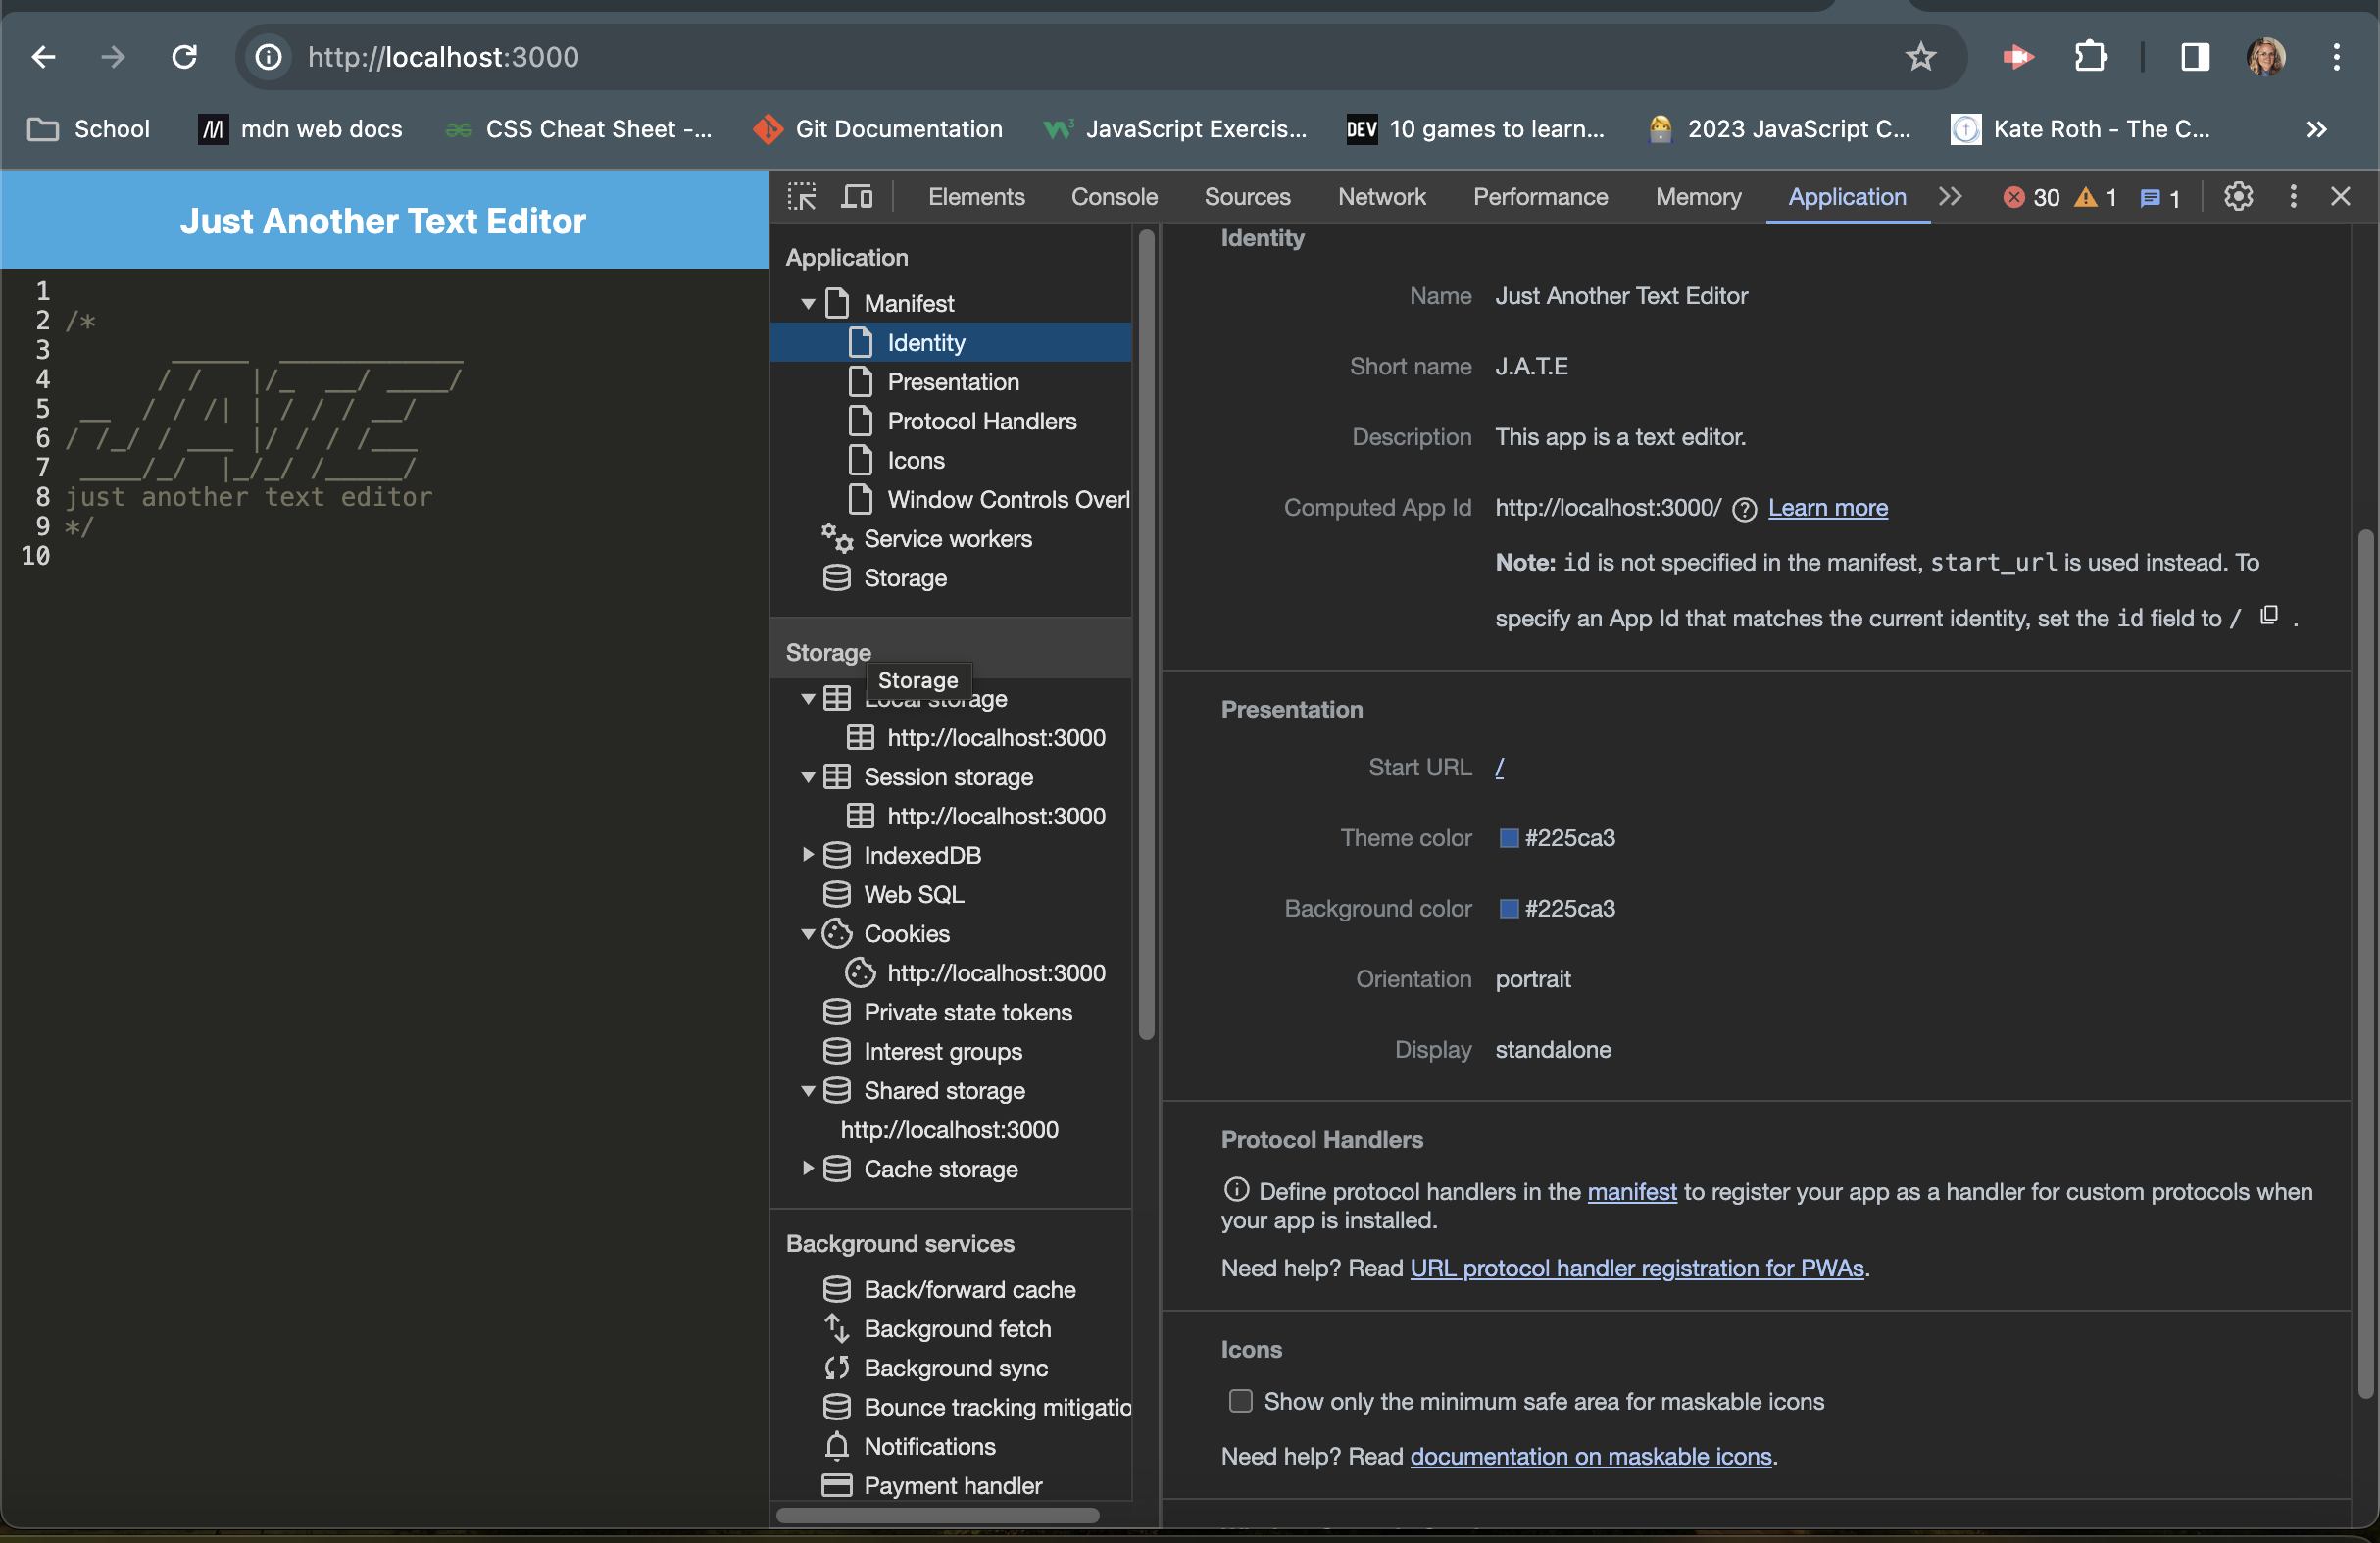 http://localhost:3000
School
mdn web docs
CSS Cheat Sheet -...
Git Documentation
JavaScript Exercis...
DEV
10 games to learn...
2023 JavaScript C...
Kate Roth - The C...
Just Another Text Editor
1
2 /*
3      _____  ____________
4       / /    |/_  __/ ____/
5  __  / / /| | / / / __/
6 / /_/ / ___ |/ / / /___
7  ____/_/  |_/_/ /_____/
8 just another text editor
9 */
10
Elements
Console
Sources
Network
Performance
Memory
Application
30
1
1
Application
Manifest
Identity
Presentation
Protocol Handlers
Icons
Window Controls Overl
Service workers
Storage
Storage
Storage
Local storage
http://localhost:3000
Session storage
http://localhost:3000
IndexedDB
Web SQL
Cookies
http://localhost:3000
Private state tokens
Interest groups
Shared storage
http://localhost:3000
Cache storage
Background services
Back/forward cache
Background fetch
Background sync
Bounce tracking mitigatio
Notifications
Payment handler
Identity
Name Just Another Text Editor
Short name J.A.T.E
Description This app is a text editor.
Computed App Id http://localhost:3000/ Learn more
Note: id is not specified in the manifest, start_url is used instead. To
specify an App Id that matches the current identity, set the id field to / .
Presentation
Start URL /
Theme color #225ca3
Background color #225ca3
Orientation portrait
Display standalone
Protocol Handlers
Define protocol handlers in the manifest to register your app as a handler for custom protocols when
your app is installed.
Need help? Read URL protocol handler registration for PWAs.
Icons
Show only the minimum safe area for maskable icons
Need help? Read documentation on maskable icons.